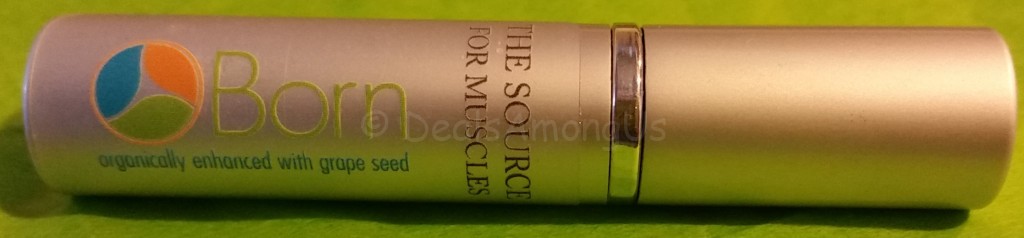 Born
organically enhanced with grape seed
THE SOURCE
FOR MUSCLES